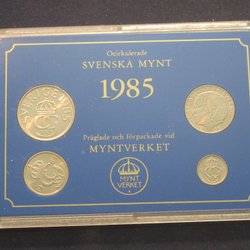 Ocirkulerade
SVENSKA MYNT
1985
Präglade och förpackade vid
MYNTVERKET
MYNT
VERKET